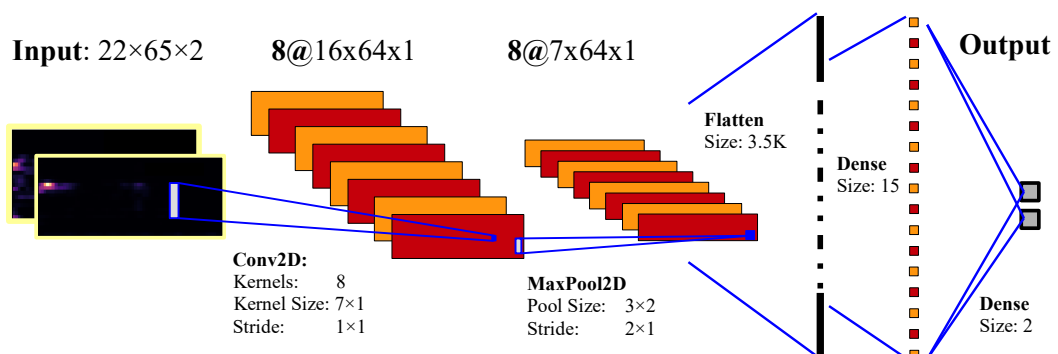 Input: 22×65×2
8@16x64x1
8@7x64x1
Output
Flatten
Size: 3.5K
Dense
Size: 15
Conv2D:
Kernels: 8
Kernel Size: 7×1
Stride: 1×1
MaxPool2D
Pool Size: 3×2
Stride: 2×1
Dense
Size: 2